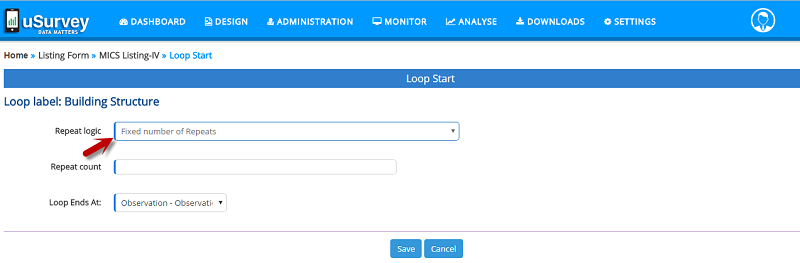 uSurvey DASHBOARD DESIGN ADMINISTRATION MONITOR ANALYSE DOWNLOADS SETTINGS
DATA MATTERS
Home » Listing Form » MICS Listing-IV » Loop Start
Loop Start
Loop label: Building Structure
Repeat logic Fixed number of Repeats
Repeat count
Loop Ends At: Observation - Observati
Save Cancel